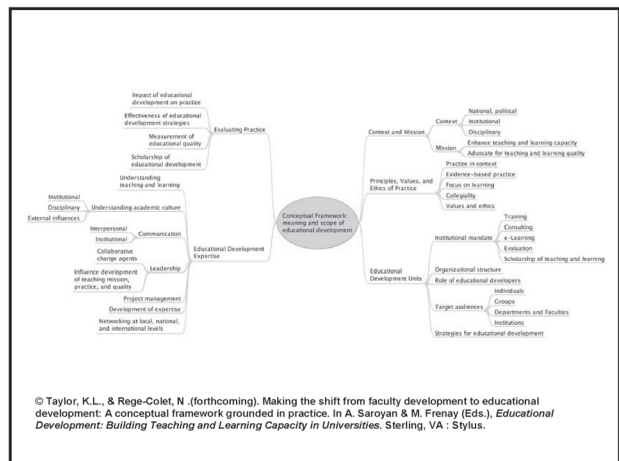 Impact of educational
development on practice
Effectiveness of educational
development strategies
Measurement of
educational quality
Scholarship of
educational development
Evaluating Practice
Understanding
teaching and learning
Institutional
Disciplinary
External influences
Understanding academic culture
Interpersonal
Institutional
Communication
Collaborative
change agents
Influence development
of teaching mission,
practice, and quality
Leadership
Project management
Development of expertise
Networking at local, national,
and international levels
Educational Development
Expertise
Conceptual Framework:
meaning and scope of
educational development
Context and Mission
Context
National, political
Institutional
Disciplinary
Mission
Enhance teaching and learning capacity
Advocate for teaching and learning quality
Principles, Values, and
Ethics of Practice
Practice in context
Evidence-based practice
Focus on learning
Collegiality
Values and ethics
Educational
Development Units
Institutional mandate
Training
Consulting
e-Learning
Evaluation
Scholarship of teaching and learning
Organizational structure
Role of educational developers
Target audiences
Individuals
Groups
Departments and Faculties
Institutions
Strategies for educational development
© Taylor, K.L., & Rege-Colet, N .(forthcoming). Making the shift from faculty development to educational
development: A conceptual framework grounded in practice. In A. Saroyan & M. Frenay (Eds.), Educational
Development: Building Teaching and Learning Capacity in Universities. Sterling, VA : Stylus.